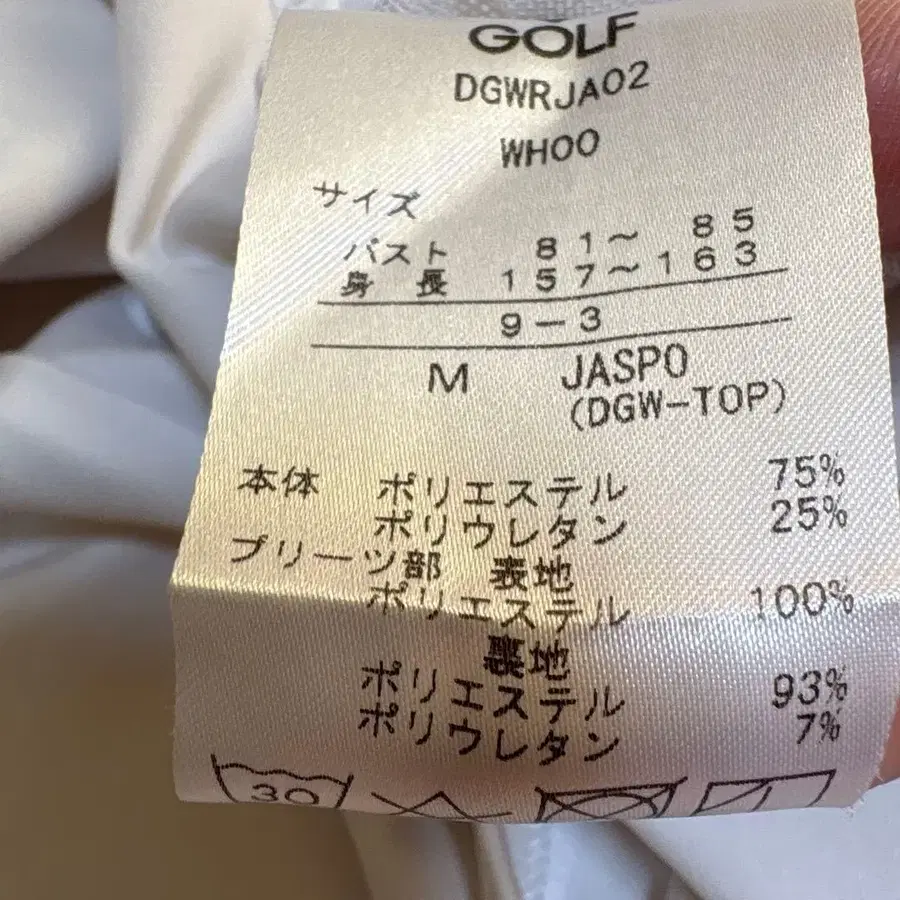 GOLF
DGWRJA02
WH00
サイズ
バスト 81～ 85
身 長 157～163
9－3
M JASPO
(DGW-TOP)
本体 ポリエステル 75%
ポリウレタン 25%
プリーツ部 表地
ポリエステル 100%
裏地
ポリエステル 93%
ポリウレタン 7%
30